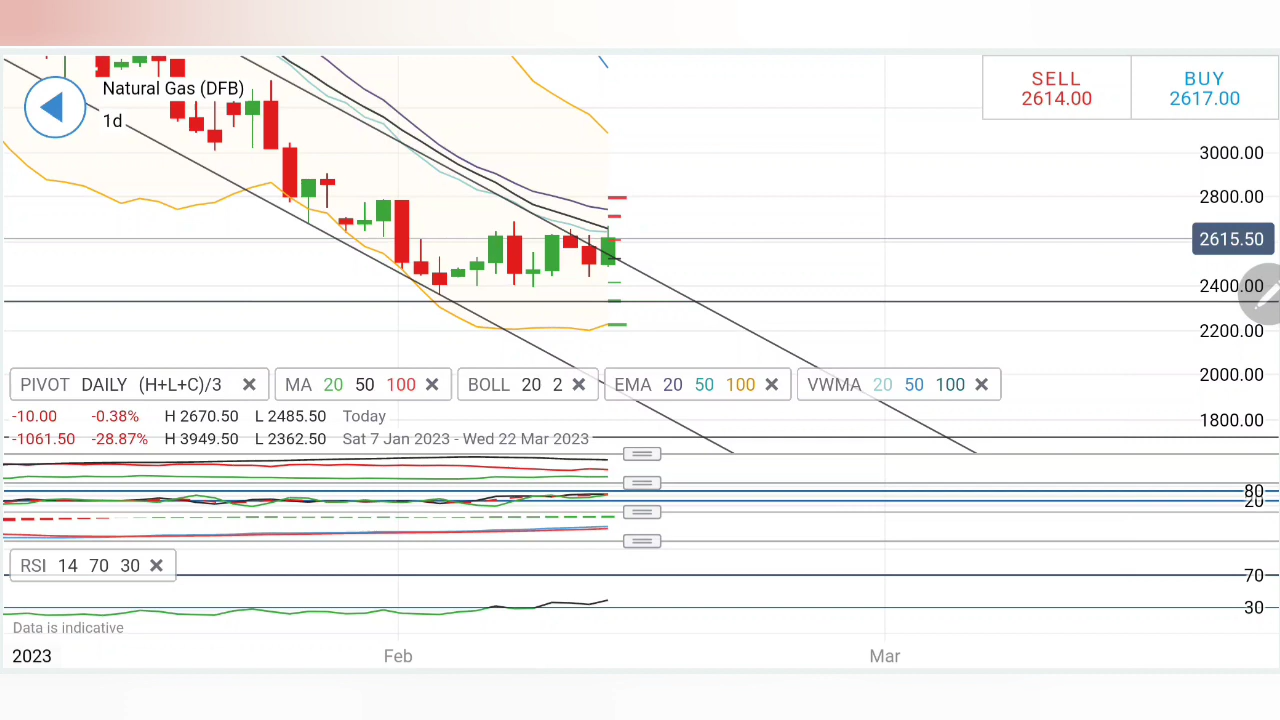 Natural Gas (DFB)
1d
SELL
2614.00
BUY
2617.00
3000.00
2800.00
2615.50
2400.00
2200.00
2000.00
1800.00
PIVOT DAILY (H+L+C)/3
MA 20 50 100
BOLL 20 2
EMA 20 50 100
VWMA 20 50 100
-10.00 -0.38% H 2670.50 L 2485.50 Today
-1061.50 -28.87% H 3949.50 L 2362.50 Sat 7 Jan 2023 - Wed 22 Mar 2023
80
20
RSI 14 70 30
70
30
Data is indicative
2023 Feb Mar